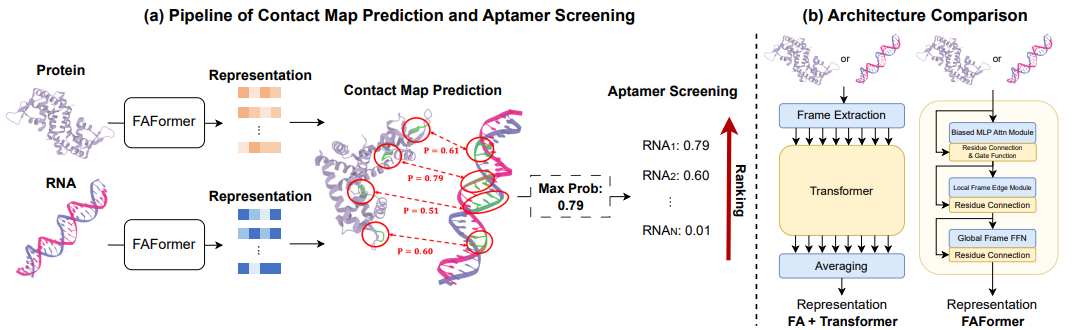 (a) Pipeline of Contact Map Prediction and Aptamer Screening
Protein
FAFormer
Representation
⋮
RNA
FAFormer
Representation
⋮
Contact Map Prediction
P = 0.61
P = 0.79
P = 0.51
P = 0.60
Max Prob:
0.79
Aptamer Screening
RNA₁: 0.79
RNA₂: 0.60
⋮
RNAN: 0.01
Ranking
(b) Architecture Comparison
or
Frame Extraction
Transformer
Averaging
Representation
FA + Transformer
or
Biased MLP Attn Module
Residue Connection
& Gate Function
Local Frame Edge Module
Residue Connection
Global Frame FFN
Residue Connection
Representation
FAFormer